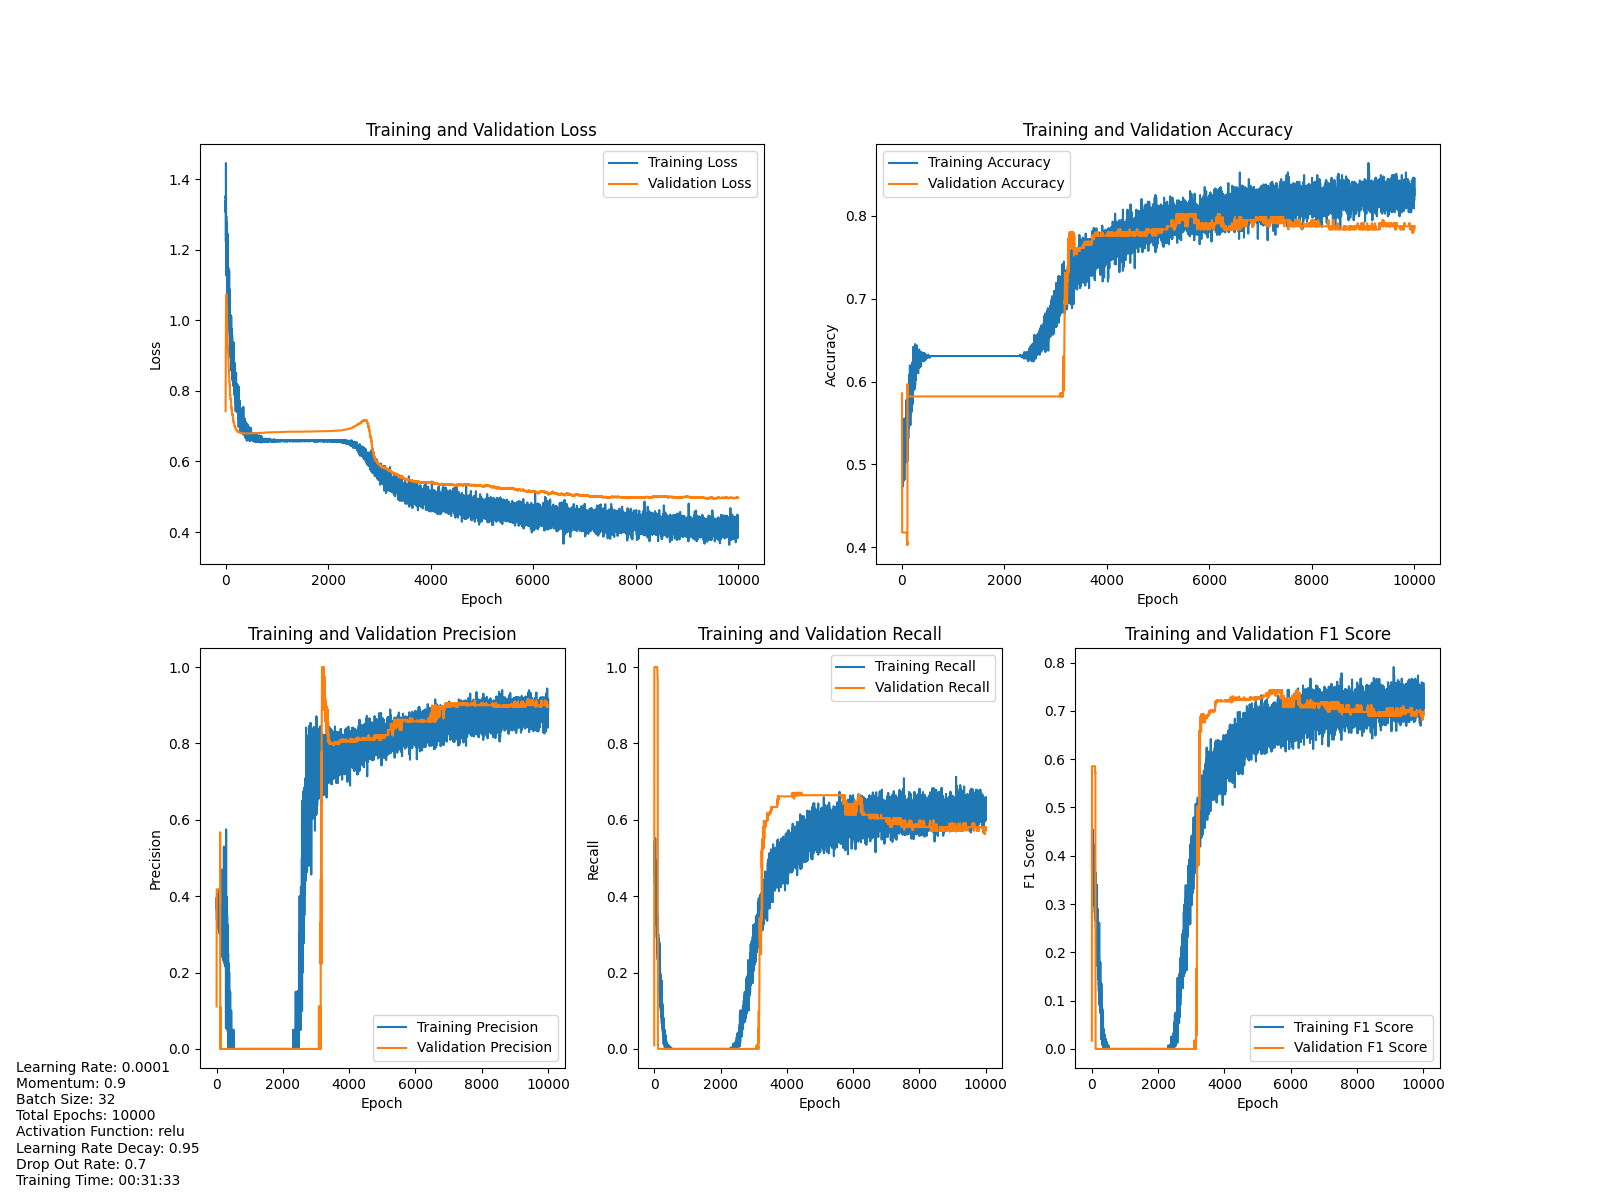 Training and Validation Loss
1.4
1.2
1.0
0.8
0.6
0.4
Loss
Training Loss
Validation Loss
0 2000 4000 6000 8000 10000
Epoch
Training and Validation Accuracy
0.8
0.7
0.6
0.5
0.4
Accuracy
Training Accuracy
Validation Accuracy
0 2000 4000 6000 8000 10000
Epoch
Training and Validation Precision
1.0
0.8
0.6
0.4
0.2
0.0
Precision
Training Precision
Validation Precision
0 2000 4000 6000 8000 10000
Epoch
Training and Validation Recall
1.0
0.8
0.6
0.4
0.2
0.0
Recall
Training Recall
Validation Recall
0 2000 4000 6000 8000 10000
Epoch
Training and Validation F1 Score
0.8
0.7
0.6
0.5
0.4
0.3
0.2
0.1
0.0
F1 Score
Training F1 Score
Validation F1 Score
0 2000 4000 6000 8000 10000
Epoch
Learning Rate: 0.0001
Momentum: 0.9
Batch Size: 32
Total Epochs: 10000
Activation Function: relu
Learning Rate Decay: 0.95
Drop Out Rate: 0.7
Training Time: 00:31:33